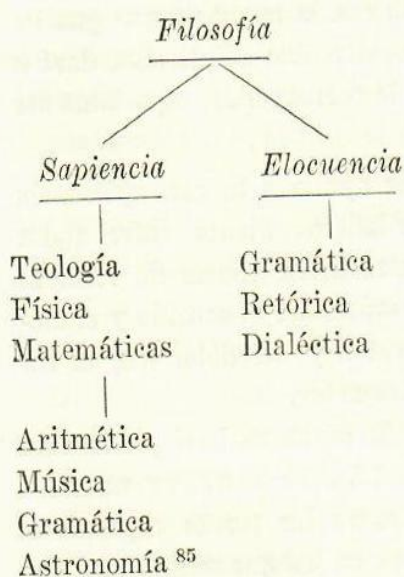 Filosofía
Sapiencia Elocuencia
Teología Gramática
Física Retórica
Matemáticas Dialéctica
Aritmética
Música
Gramática
Astronomía 85